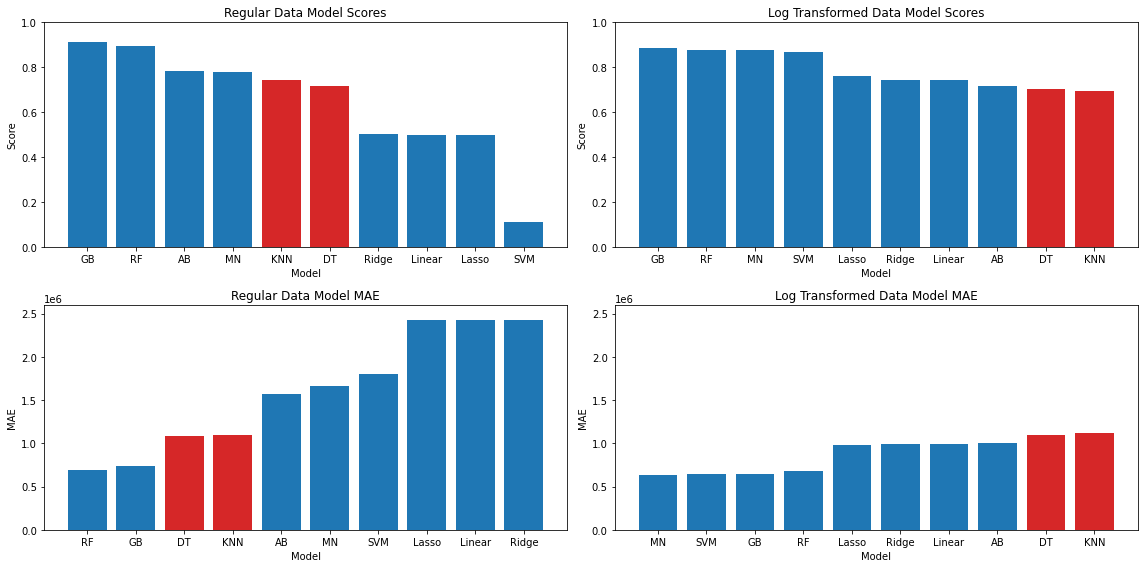 Regular Data Model Scores
Score
1.0
0.8
0.6
0.4
0.2
0.0
GB RF AB MN KNN DT Ridge Linear Lasso SVM
Model
Log Transformed Data Model Scores
Score
1.0
0.8
0.6
0.4
0.2
0.0
GB RF MN SVM Lasso Ridge Linear AB DT KNN
Model
Regular Data Model MAE
1e6
MAE
2.5
2.0
1.5
1.0
0.5
0.0
RF GB DT KNN AB MN SVM Lasso Linear Ridge
Model
Log Transformed Data Model MAE
1e6
MAE
2.5
2.0
1.5
1.0
0.5
0.0
MN SVM GB RF Lasso Ridge Linear AB DT KNN
Model